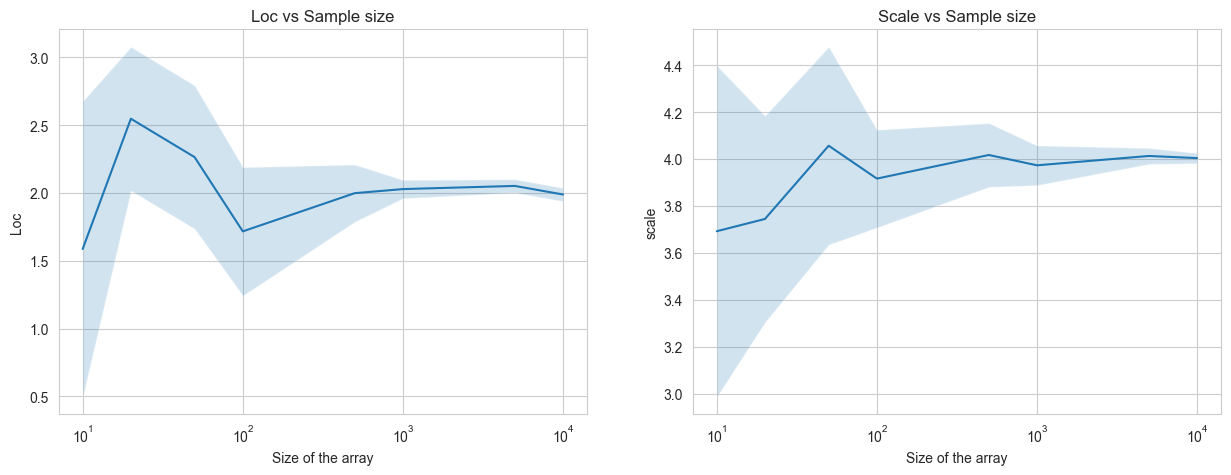 Loc vs Sample size
3.0
2.5
2.0
1.5
1.0
0.5
Loc
10¹ 10² 10³ 10⁴
Size of the array
Scale vs Sample size
4.4
4.2
4.0
3.8
3.6
3.4
3.2
3.0
scale
10¹ 10² 10³ 10⁴
Size of the array